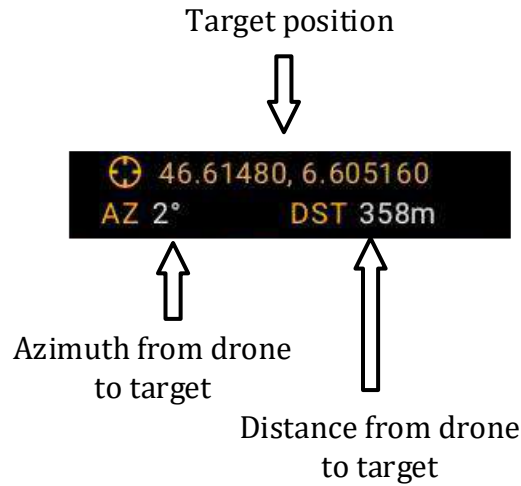 Target position
46.61480, 6.605160
AZ 2° DST 358m
Azimuth from drone
to target
Distance from drone
to target